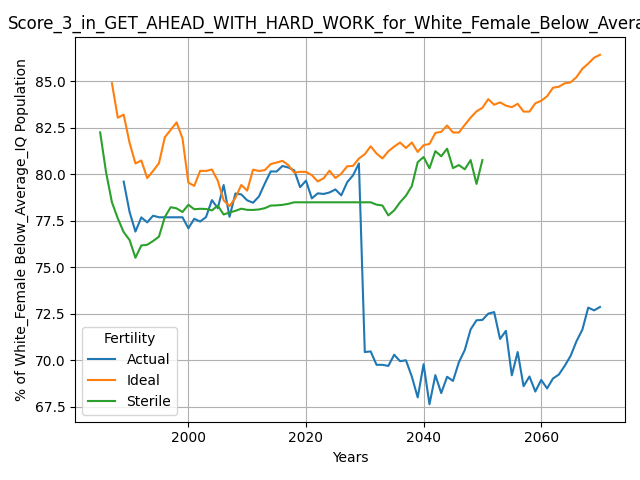 Score_3_in_GET_AHEAD_WITH_HARD_WORK_for_White_Female_Below_Avera
% of White_Female Below_Average_IQ Population
85.0
82.5
80.0
77.5
75.0
72.5
70.0
67.5
Fertility
Actual
Ideal
Sterile
2000 2020 2040 2060
Years